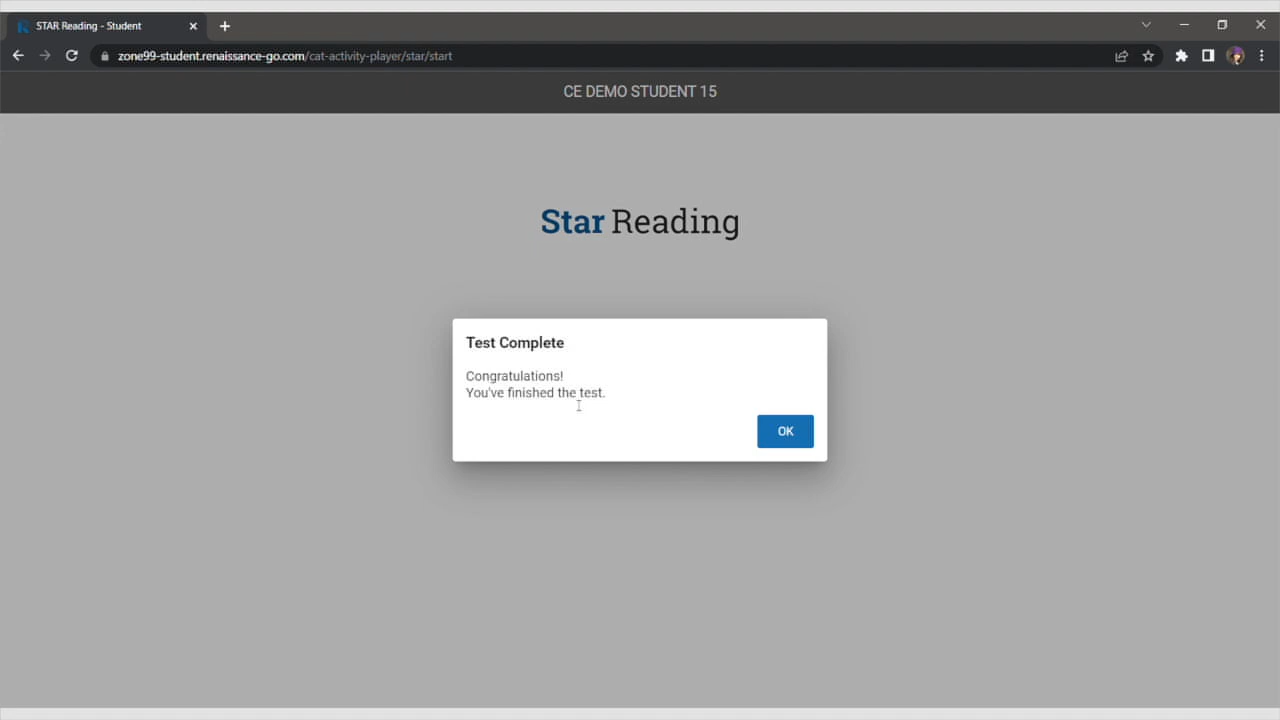 STAR Reading - Student
zone99-student.renaissance-go.com/cat-activity-player/star/start
CE DEMO STUDENT 15
Star Reading
Test Complete
Congratulations!
You've finished the test.
OK